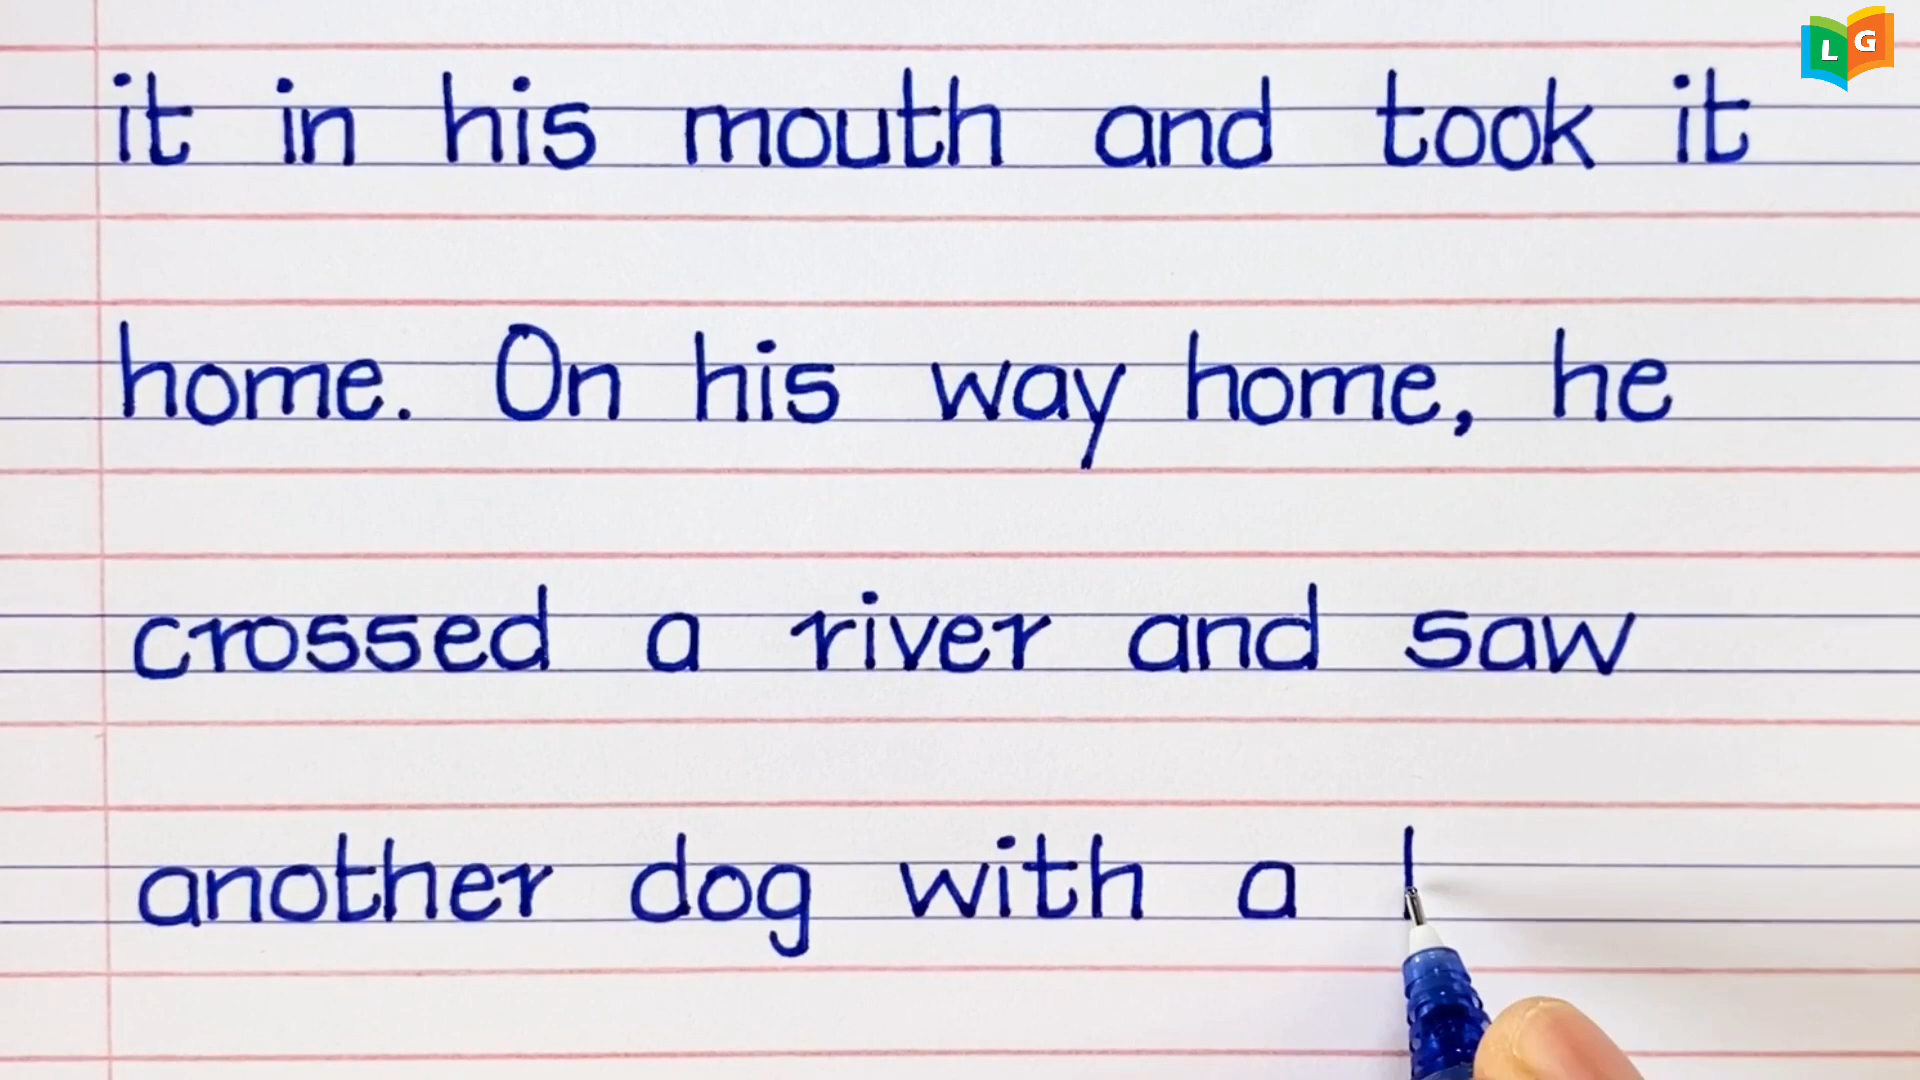 L G
it in his mouth and took it
home. On his way home, he
crossed a river and saw
another dog with a